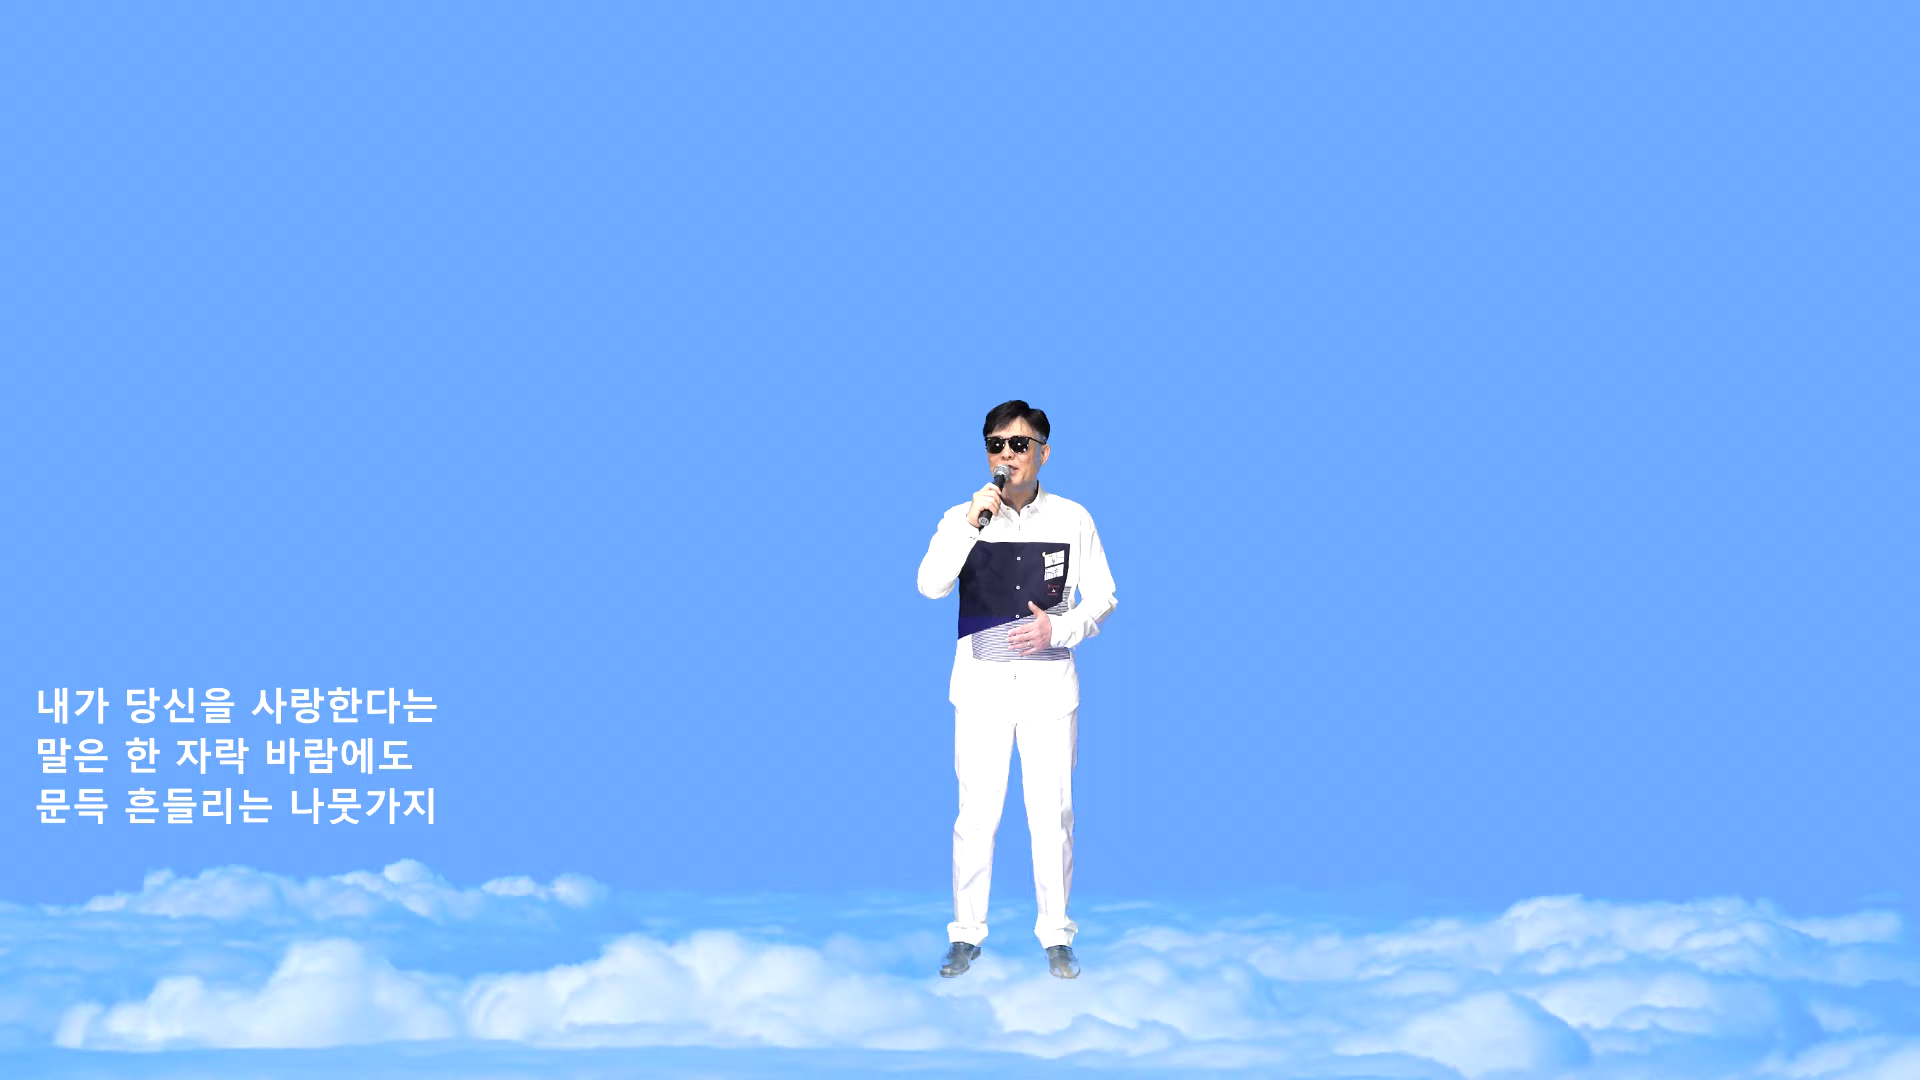 내가 당신을 사랑한다는
말은 한 자락 바람에도
문득 흔들리는 나뭇가지